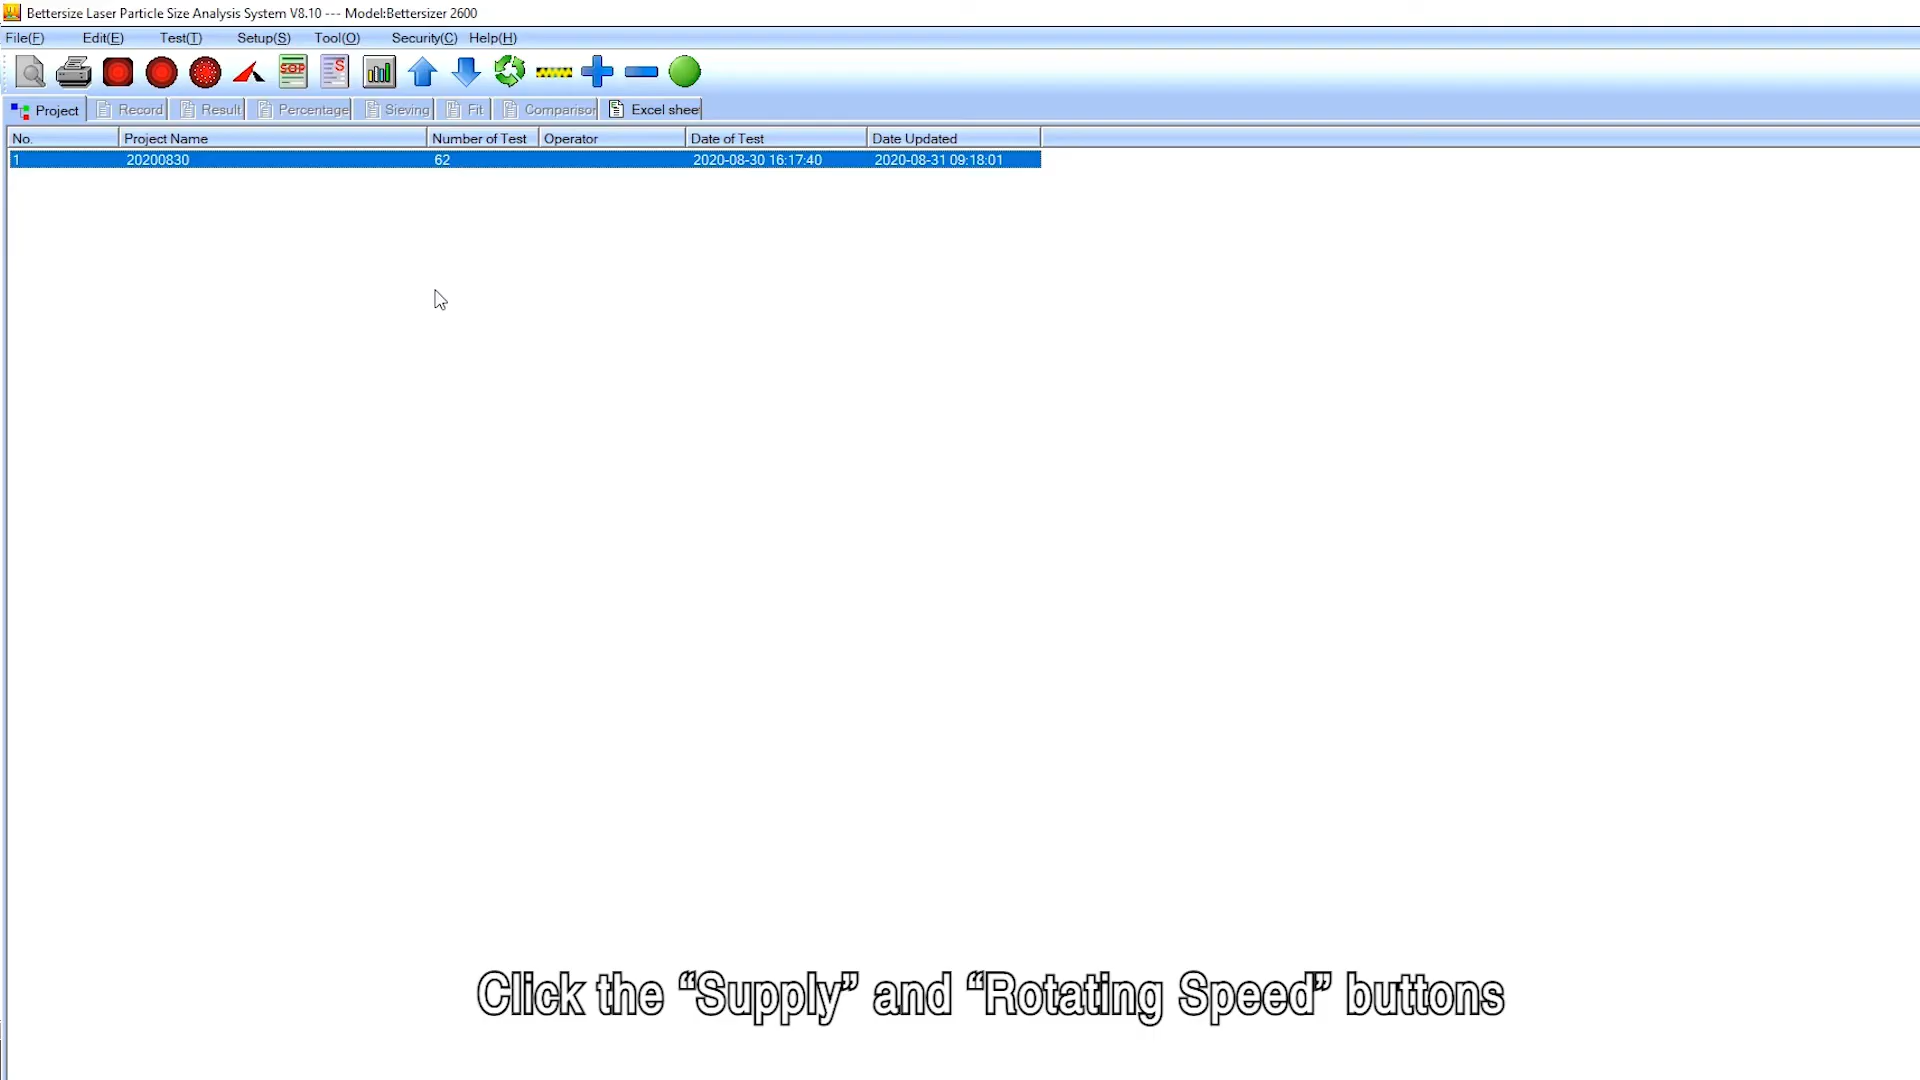 Bettersize Laser Particle Size Analysis System V8.10 --- Model:Bettersizer 2600
File(F) Edit(E) Test(T) Setup(S) Tool(O) Security(C) Help(H)
SOP S
Project Record Result Percentage Sieving Fit Comparison Excel sheet
No. Project Name Number of Test Operator Date of Test Date Updated
1 20200830 62 2020-08-30 16:17:40 2020-08-31 09:18:01
Click the “Supply” and “Rotating Speed” buttons